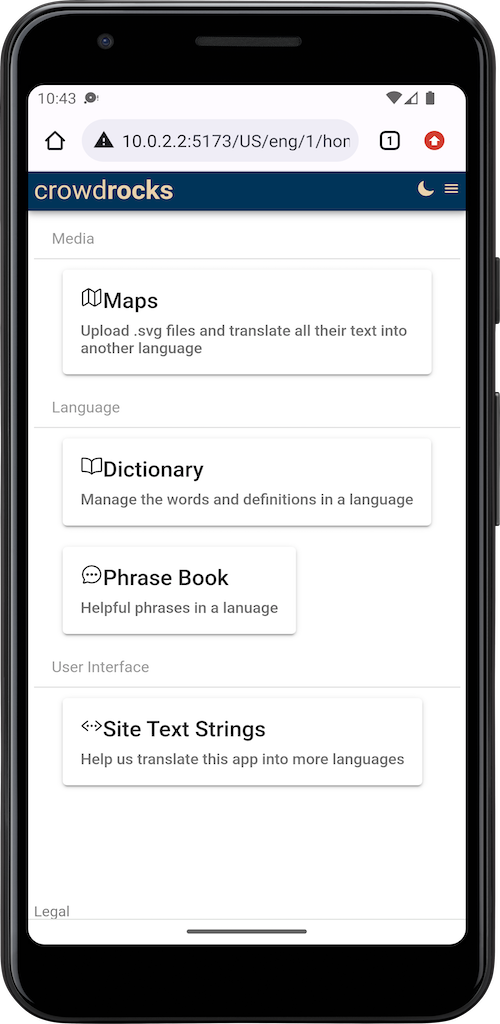 10:43
10.0.2.2:5173/US/eng/1/hon
1
crowdrocks
Media
Maps
Upload .svg files and translate all their text into
another language
Language
Dictionary
Manage the words and definitions in a language
Phrase Book
Helpful phrases in a lanuage
User Interface
Site Text Strings
Help us translate this app into more languages
Legal